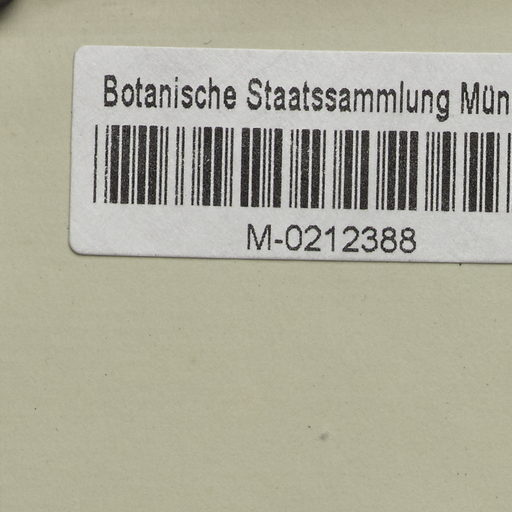 Botanische Staatssammlung Mün
M-0212388